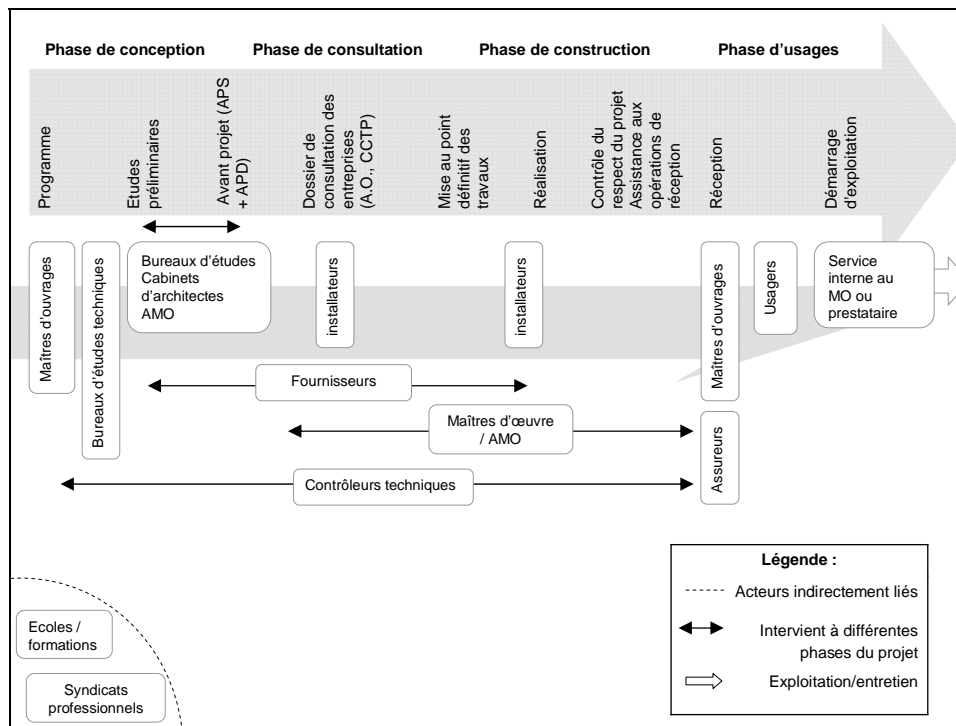 Phase de conception
Phase de consultation
Phase de construction
Phase d'usages
Programme
Etudes
préliminaires
Avant projet (APS
+ APD)
Dossier de
consultation des
entreprises
(A.O., CCTP)
Mise au point
définitif des
travaux
Réalisation
Contrôle du
respect du projet
Assistance aux
opérations de
réception
Réception
Démarrage
d'exploitation
Maîtres d'ouvrages
Bureaux d'études techniques
Bureaux d'études
Cabinets
d'architectes
AMO
installateurs
installateurs
Maîtres d'ouvrages
Usagers
Service
interne au
MO ou
prestataire
Fournisseurs
Maîtres d'œuvre
/ AMO
Assureurs
Contrôleurs techniques
Ecoles /
formations
Syndicats
professionnels
Légende :
Acteurs indirectement liés
Intervient à différentes
phases du projet
Exploitation/entretien